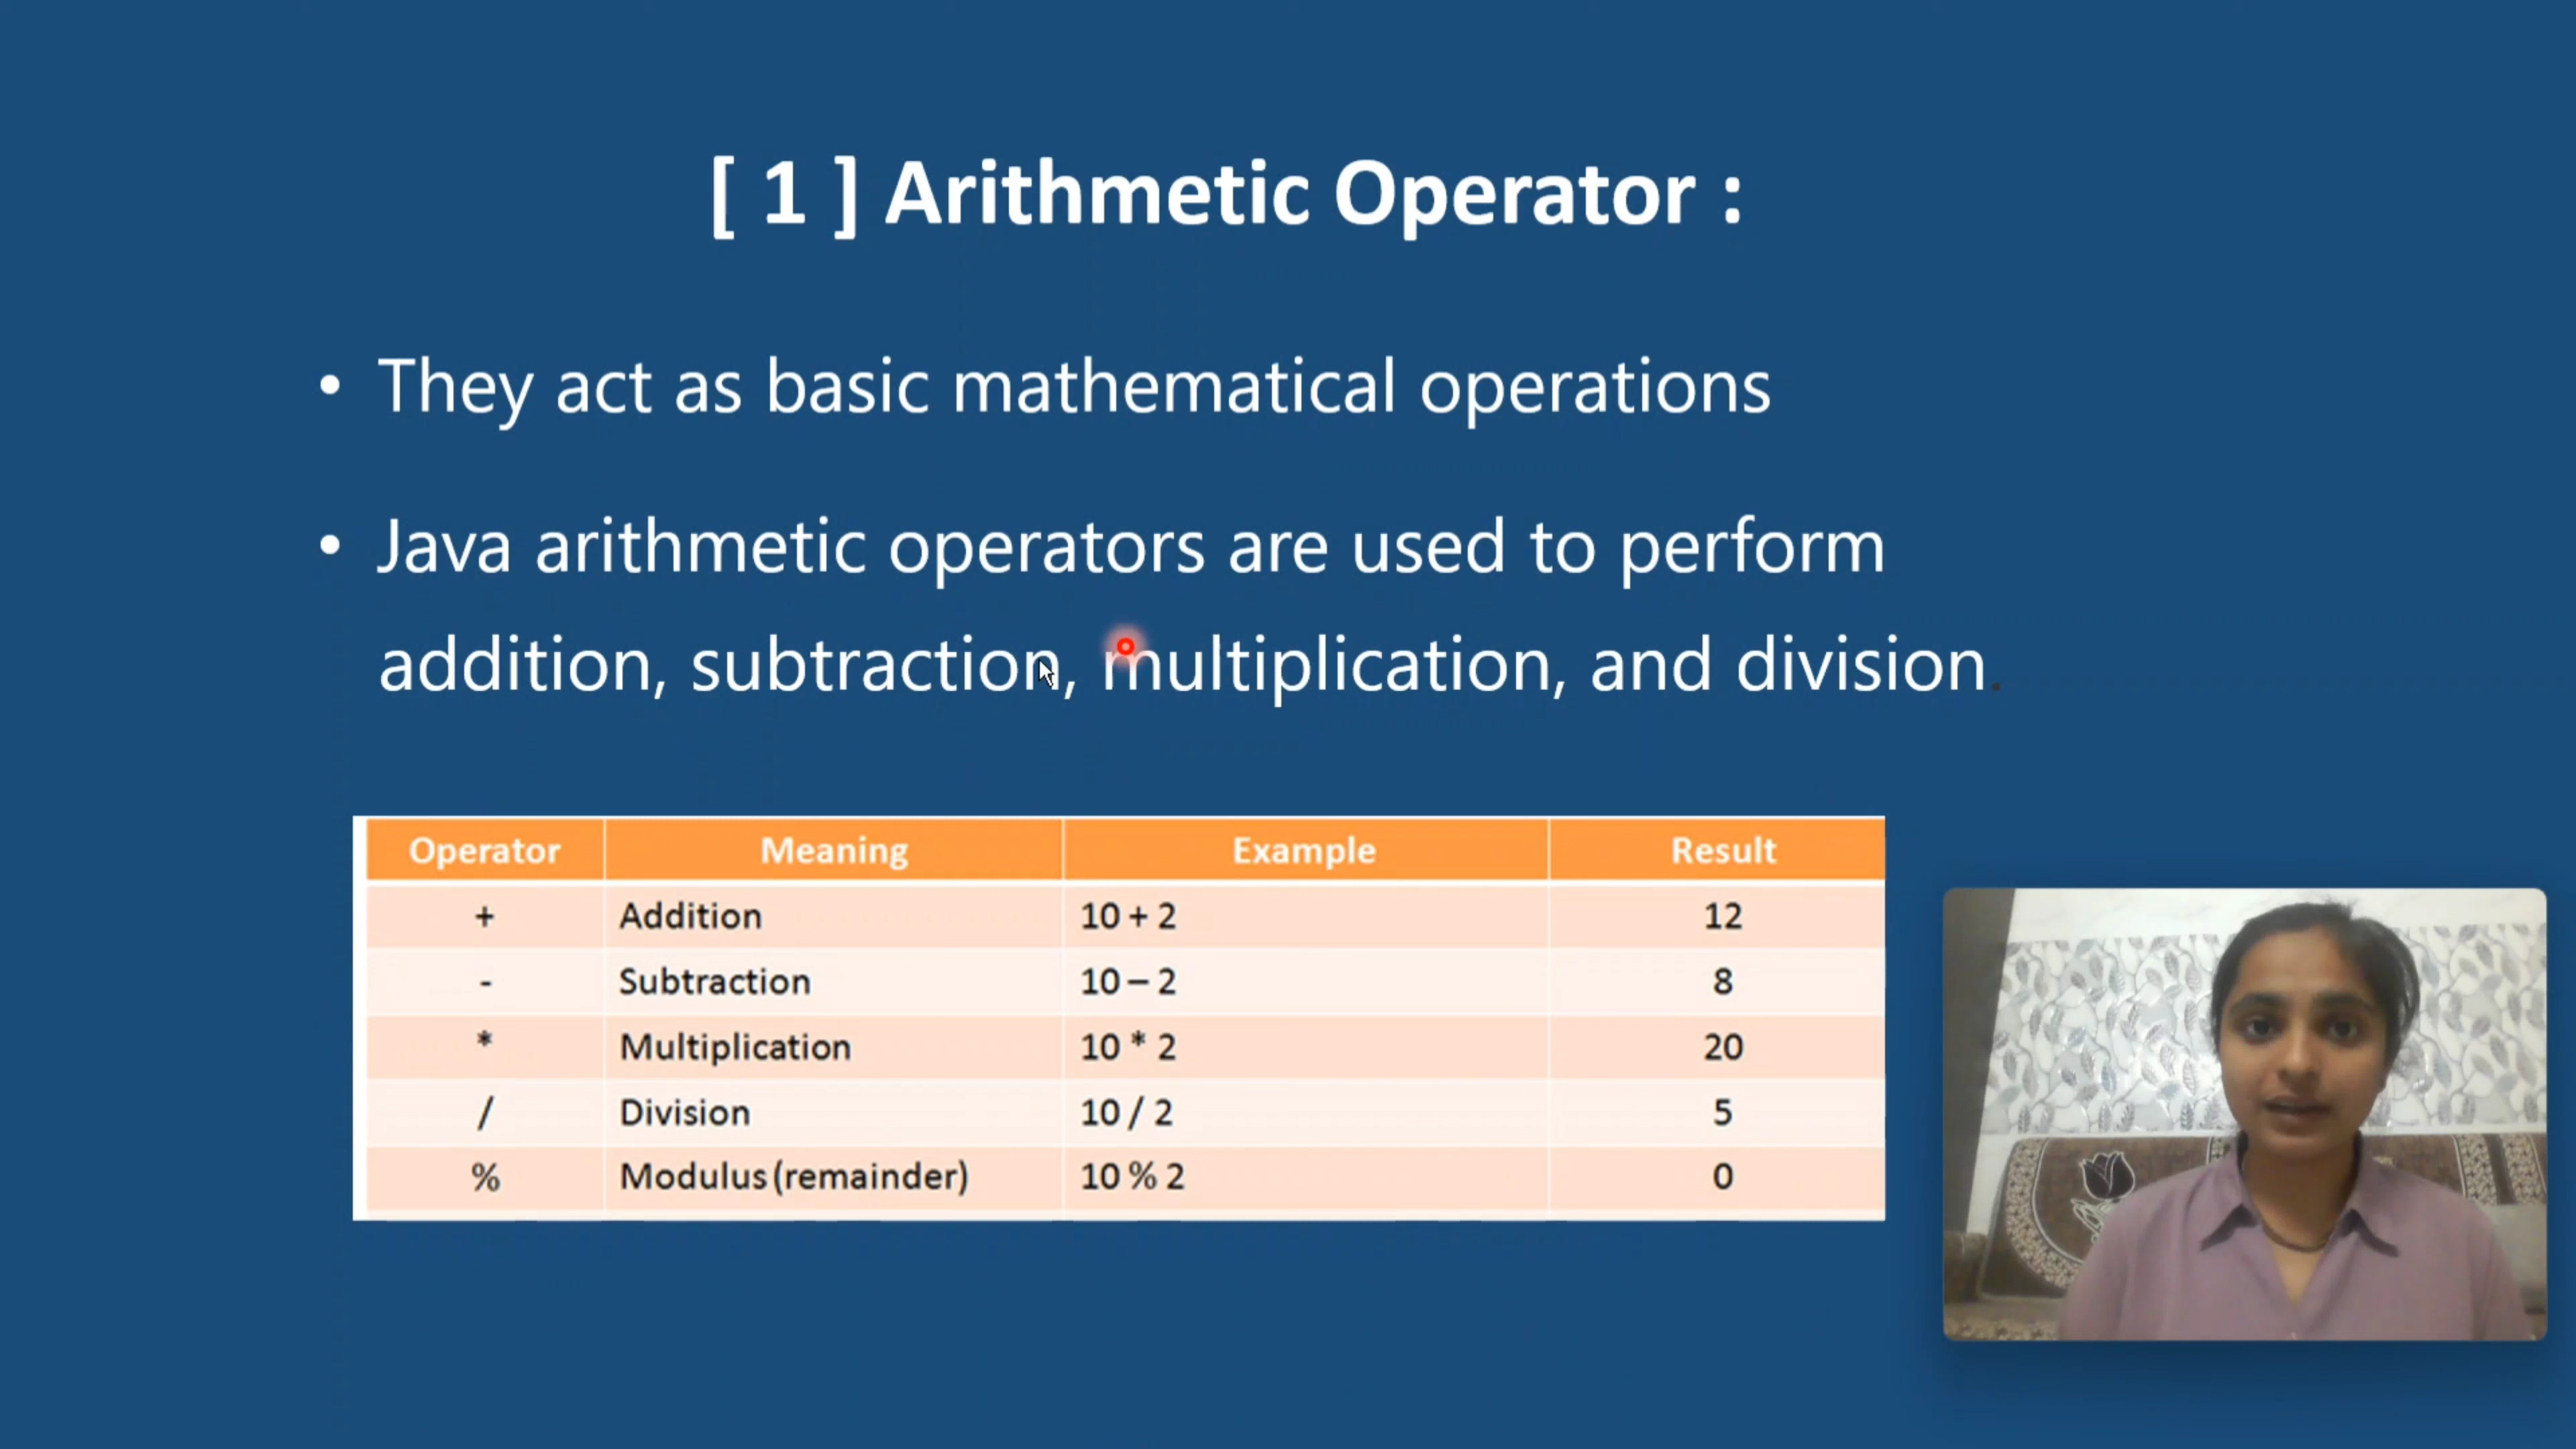 [ 1 ] Arithmetic Operator :
• They act as basic mathematical operations
• Java arithmetic operators are used to perform
addition, subtraction, multiplication, and division.
Operator Meaning Example Result
+ Addition 10 + 2 12
- Subtraction 10 – 2 8
* Multiplication 10 * 2 20
/ Division 10 / 2 5
% Modulus (remainder) 10 % 2 0